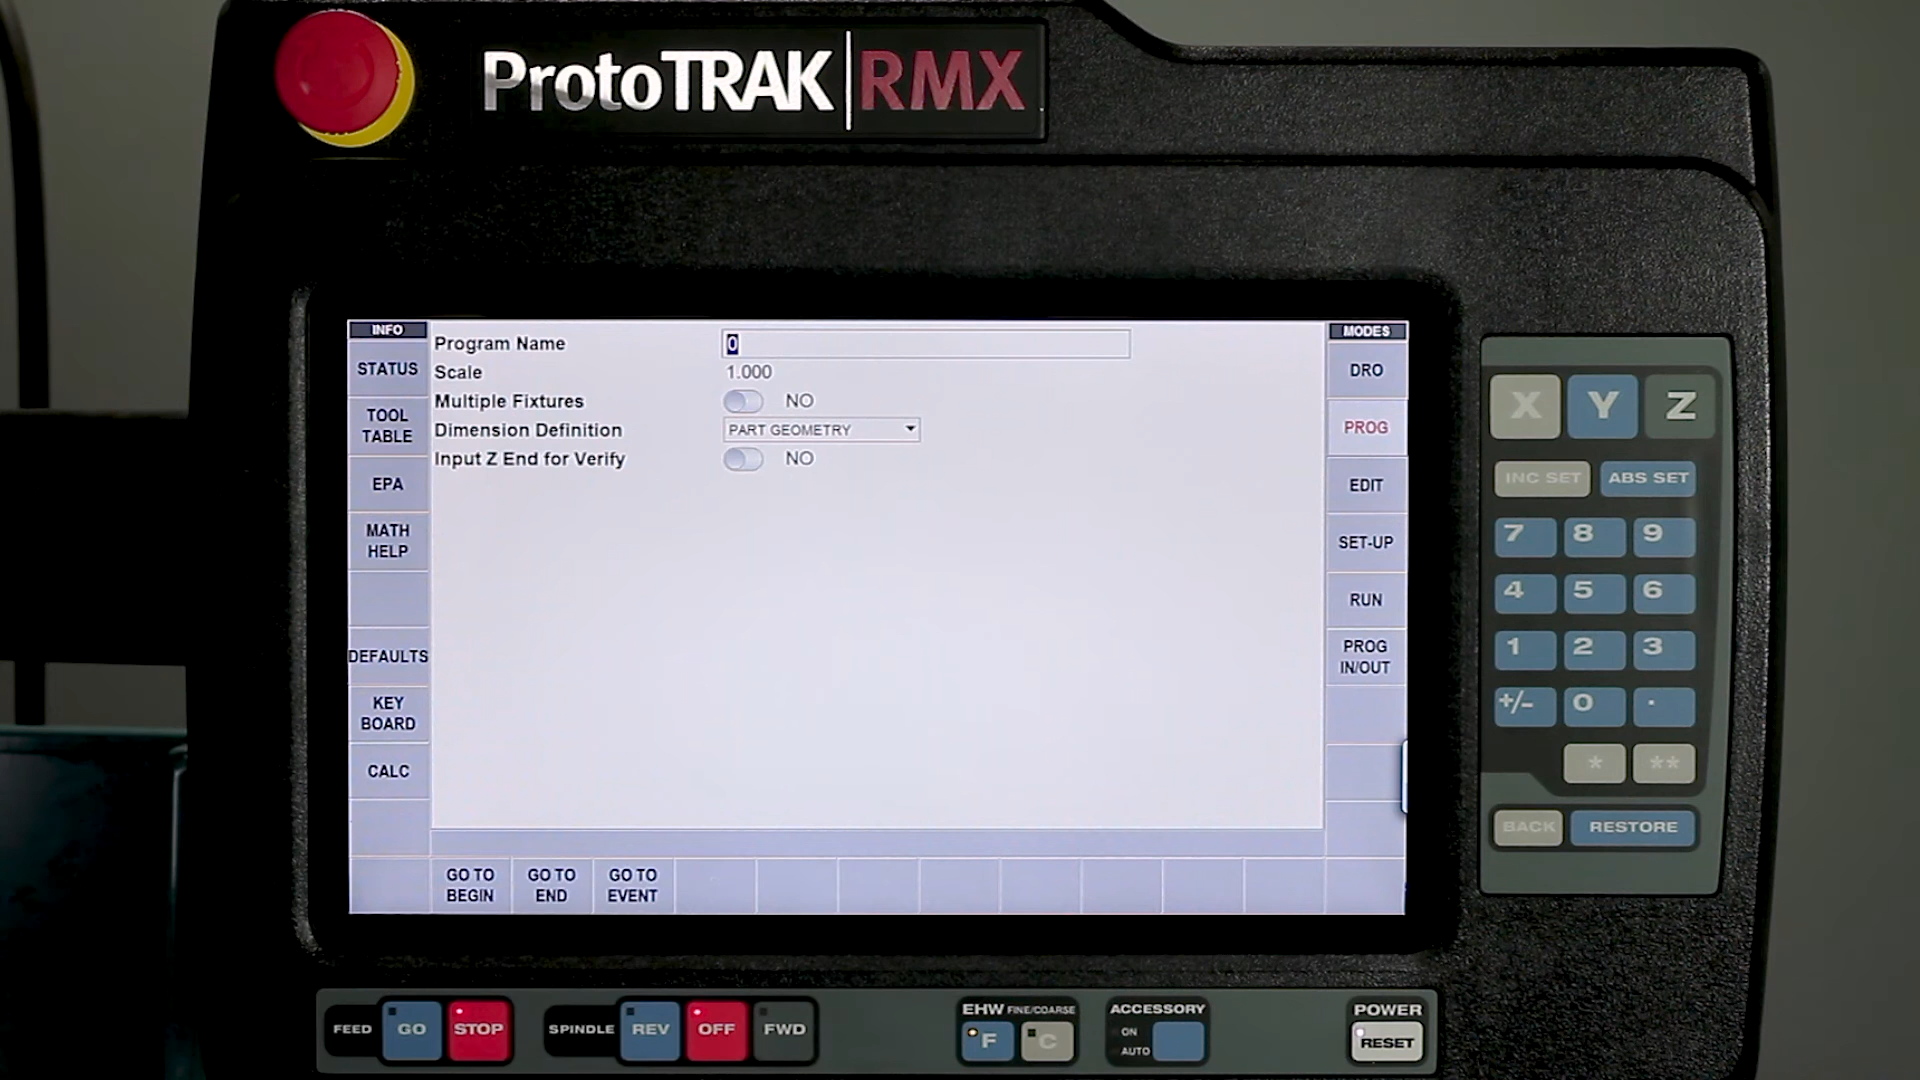 ProtoTRAK RMX
INFO
STATUS
TOOL
TABLE
EPA
MATH
HELP
DEFAULTS
KEY
BOARD
CALC
Program Name 0
Scale 1.000
Multiple Fixtures NO
Dimension Definition PART GEOMETRY
Input Z End for Verify NO
GO TO
BEGIN
GO TO
END
GO TO
EVENT
MODES
DRO
PROG
EDIT
SET-UP
RUN
PROG
IN/OUT
X Y Z
INC SET ABS SET
7 8 9
4 5 6
1 2 3
+/- 0 .
* **
BACK RESTORE
FEED GO STOP
SPINDLE REV OFF FWD
EHW FINE/COARSE
F C
ACCESSORY
ON
AUTO
POWER
RESET